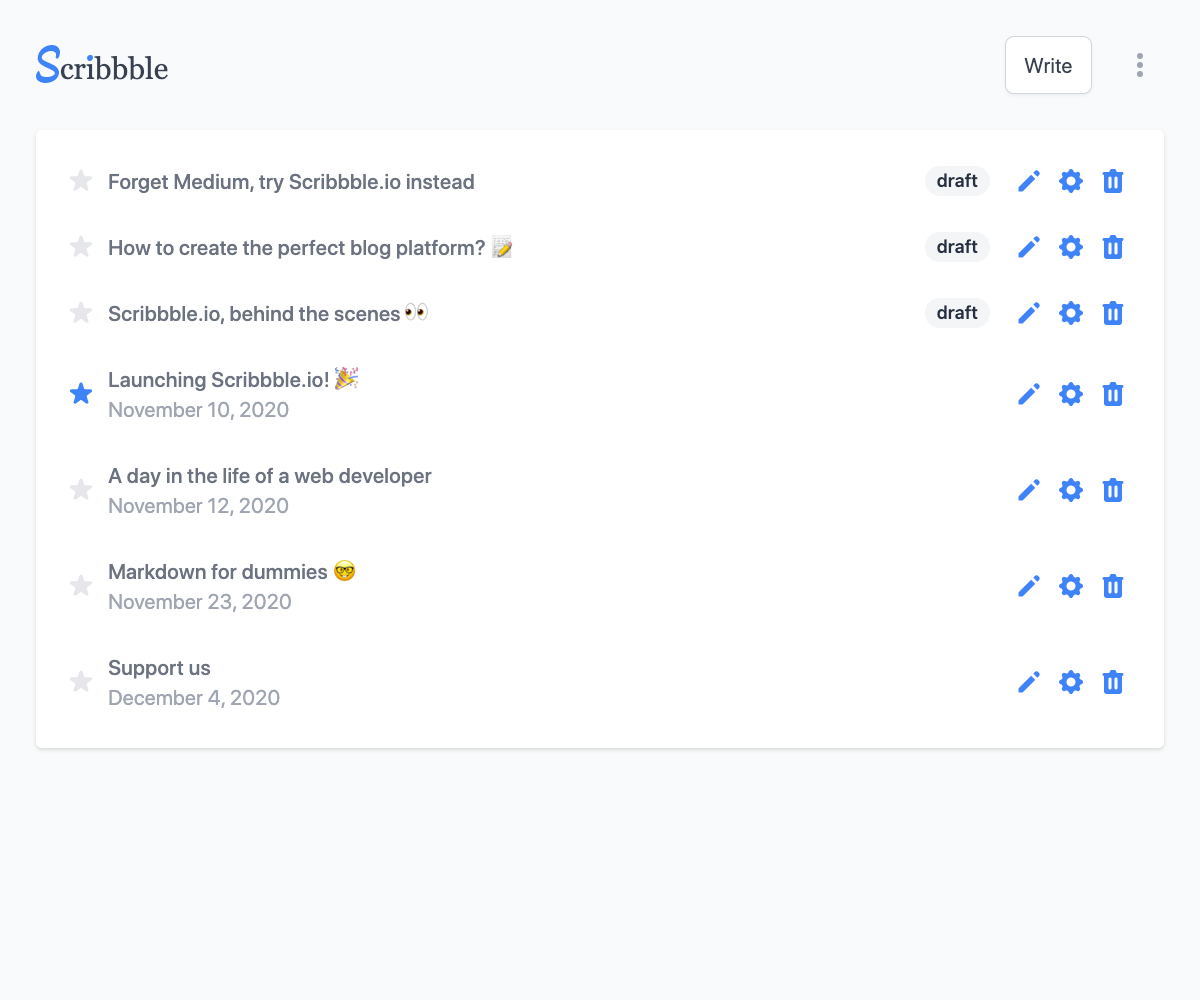 Scribbble
Write
Forget Medium, try Scribbble.io instead
draft
How to create the perfect blog platform? 📝
draft
Scribbble.io, behind the scenes 👀
draft
Launching Scribbble.io! 🎉
November 10, 2020
A day in the life of a web developer
November 12, 2020
Markdown for dummies 🤓
November 23, 2020
Support us
December 4, 2020